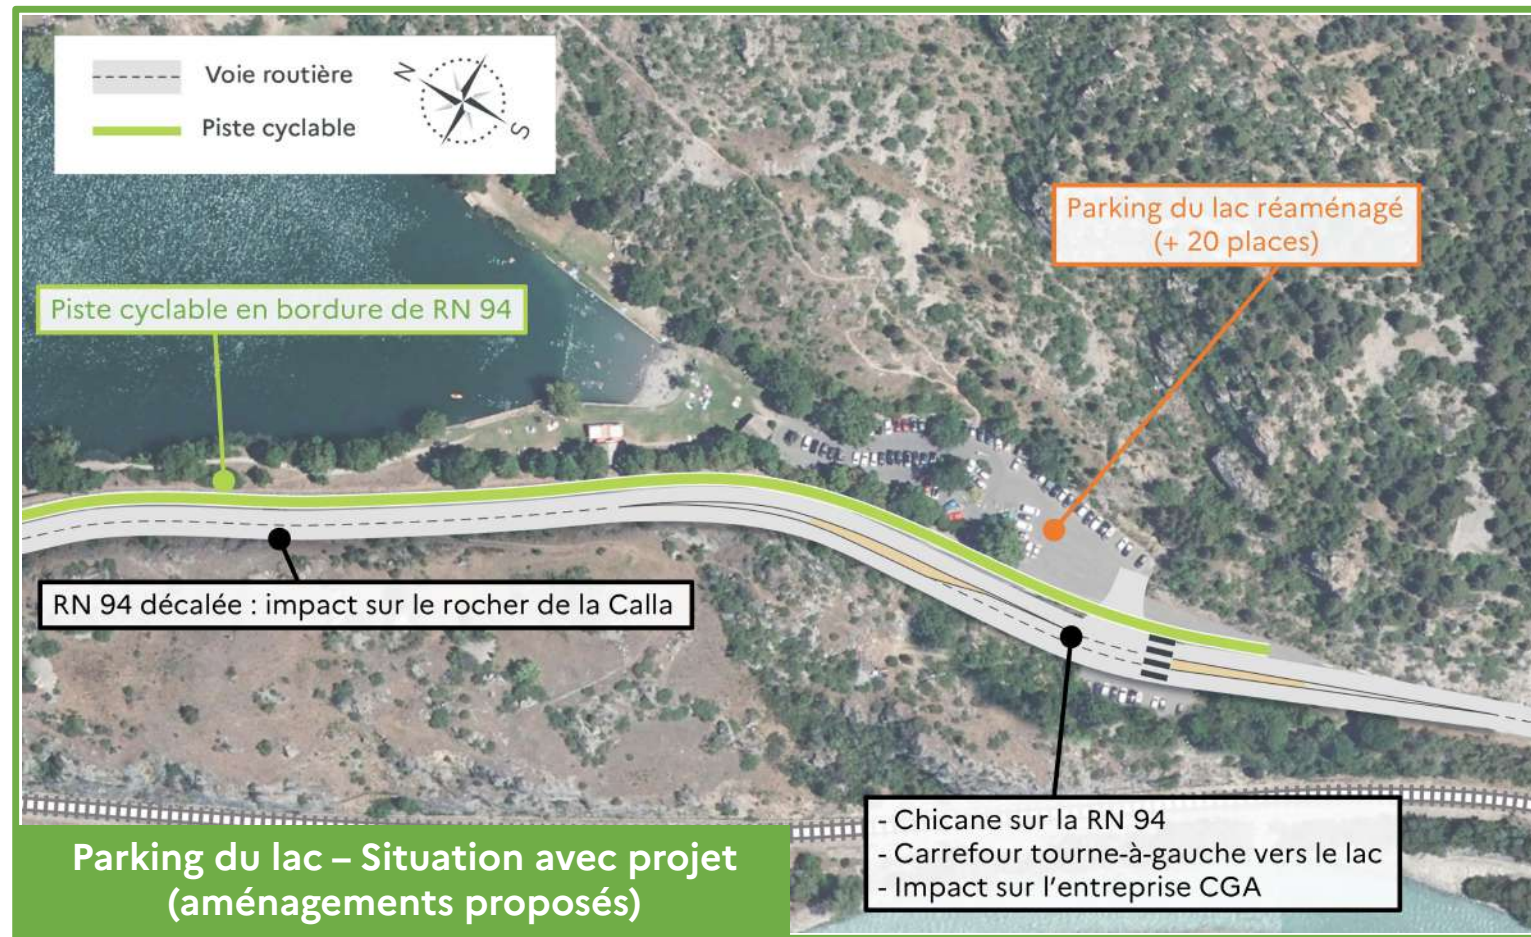 Voie routière
Piste cyclable
N
S
Parking du lac réaménagé
(+ 20 places)
Piste cyclable en bordure de RN 94
RN 94 décalée : impact sur le rocher de la Calla
- Chicane sur la RN 94
- Carrefour tourne-à-gauche vers le lac
- Impact sur l’entreprise CGA
Parking du lac – Situation avec projet
(aménagements proposés)